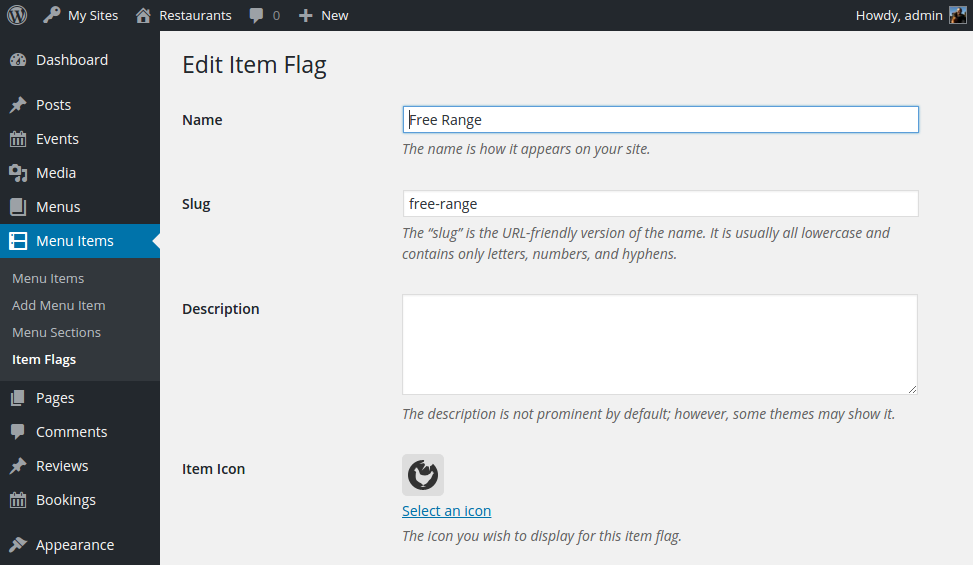 My Sites Restaurants 0 New Howdy, admin
Dashboard
Posts
Events
Media
Menus
Menu Items
Menu Items
Add Menu Item
Menu Sections
Item Flags
Pages
Comments
Reviews
Bookings
Appearance
Edit Item Flag
Name
Free Range
The name is how it appears on your site.
Slug
free-range
The “slug” is the URL-friendly version of the name. It is usually all lowercase and
contains only letters, numbers, and hyphens.
Description
The description is not prominent by default; however, some themes may show it.
Item Icon
Select an icon
The icon you wish to display for this item flag.